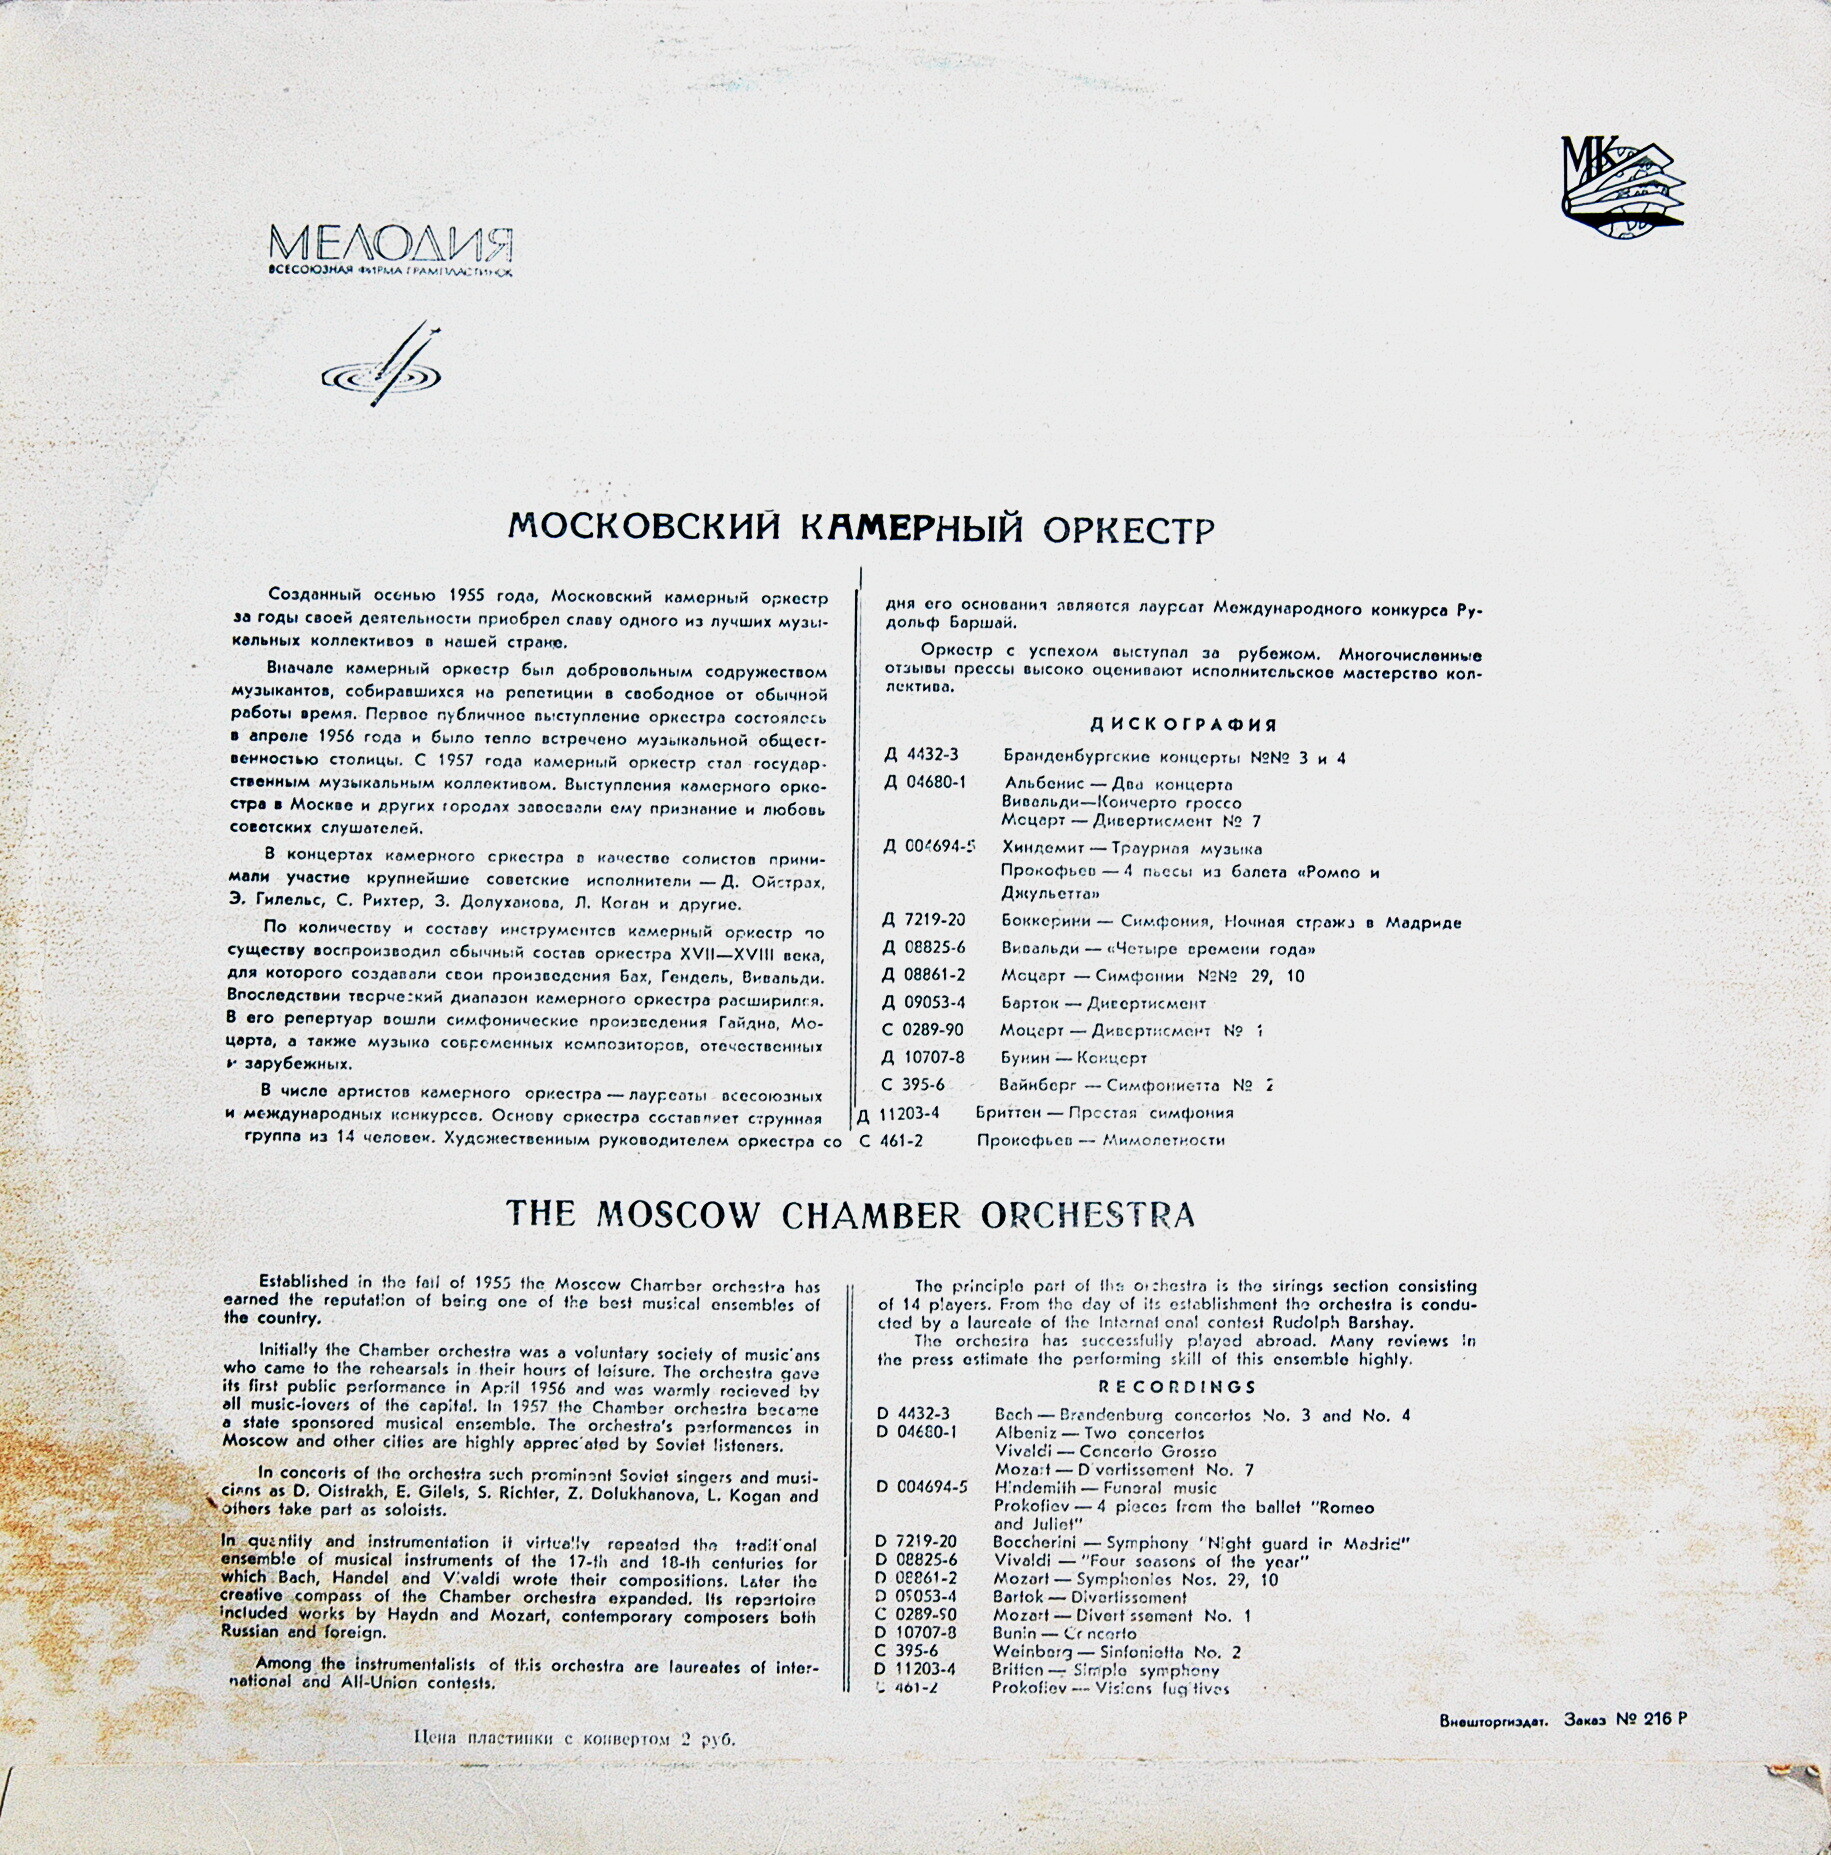 МК
МЕЛОДИЯ
ВСЕСОЮЗНАЯ ФИРМА ГРАМПЛАСТИНОК
МОСКОВСКИЙ КАМЕРНЫЙ ОРКЕСТР
Созданный осенью 1955 года, Московский камерный оркестр
за годы своей деятельности приобрел славу одного из лучших музы-
кальных коллективов в нашей стране.
Вначале камерный оркестр был добровольным содружеством
музыкантов, собиравшихся на репетиции в свободное от обычной
работы время. Первое публичное выступление оркестра состоялось
в апреле 1956 года и было тепло встречено музыкальной общест-
венностью столицы. С 1957 года камерный оркестр стал государ-
ственным музыкальным коллективом. Выступления камерного орке-
стра в Москве и других городах завоевали ему признание и любовь
советских слушателей.
В концертах камерного оркестра в качестве солистов прини-
мали участие крупнейшие советские исполнители — Д. Ойстрах,
Э. Гилельс, С. Рихтер, З. Долуханова, Л. Коган и другие.
По количеству и составу инструментов камерный оркестр по
существу воспроизводил обычный состав оркестра XVII—XVIII века,
для которого создавали свои произведения Бах, Гендель, Вивальди.
Впоследствии творческий диапазон камерного оркестра расширился.
В его репертуар вошли симфонические произведения Гайдна, Мо-
царта, а также музыка современных композиторов, отечественных
и зарубежных.
В числе артистов камерного оркестра — лауреаты всесоюзных
и международных конкурсов. Основу оркестра составляет струнная
группа из 14 человек. Художественным руководителем оркестра со
дня его основания является лауреат Международного конкурса Ру-
дольф Баршай.
Оркестр с успехом выступал за рубежом. Многочисленные
отзывы прессы высоко оценивают исполнительское мастерство кол-
лектива.
ДИСКОГРАФИЯ
Д 4432-3 Бранденбургские концерты №№ 3 и 4
Д 04680-1 Альбенис — Два концерта
Вивальди—Кончерто гроссо
Моцарт — Дивертисмент № 7
Д 004694-5 Хиндемит — Траурная музыка
Прокофьев — 4 пьесы из балета «Ромео и
Джульетта»
Д 7219-20 Боккерини — Симфония, Ночная стража в Мадриде
Д 08825-6 Вивальди — «Четыре времени года»
Д 08861-2 Моцарт — Симфонии №№ 29, 10
Д 09053-4 Барток — Дивертисмент
С 0289-90 Моцарт — Дивертисмент № 1
Д 10707-8 Бунин — Концерт
С 395-6 Вайнберг — Симфониетта № 2
Д 11203-4 Бриттен — Простая симфония
С 461-2 Прокофьев — Мимолетности
THE MOSCOW CHAMBER ORCHESTRA
Established in the fall of 1955 the Moscow Chamber orchestra has
earned the reputation of being one of the best musical ensembles of
the country.
Initially the Chamber orchestra was a voluntary society of musicians
who came to the rehearsals in their hours of leisure. The orchestra gave
its first public performance in April 1956 and was warmly recieved by
all music-lovers of the capital. In 1957 the Chamber orchestra became
a state sponsored musical ensemble. The orchestra's performances in
Moscow and other cities are highly appreciated by Soviet listeners.
In concerts of the orchestra such prominent Soviet singers and musi-
cians as D. Oistrakh, E. Gilels, S. Richter, Z. Dolukhanova, L. Kogan and
others take part as soloists.
In quantity and instrumentation it virtually repeated the traditional
ensemble of musical instruments of the 17-th and 18-th centuries for
which Bach, Handel and Vivaldi wrote their compositions. Later the
creative compass of the Chamber orchestra expanded. Its repertoire
included works by Haydn and Mozart, contemporary composers both
Russian and foreign.
Among the instrumentalists of this orchestra are laureates of inter-
national and All-Union contests.
The principle part of the orchestra is the strings section consisting
of 14 players. From the day of its establishment the orchestra is condu-
cted by a laureate of the International contest Rudolph Barshay.
The orchestra has successfully played abroad. Many reviews in
the press estimate the performing skill of this ensemble highly.
RECORDINGS
D 4432-3 Bach — Brandenburg concertos No. 3 and No. 4
D 04680-1 Albeniz — Two concertos
Vivaldi — Concerto Grosso
Mozart — Divertissement No. 7
D 004694-5 Hindemith — Funeral music
Prokofiev — 4 pieces from the ballet "Romeo
and Juliet"
D 7219-20 Boccherini — Symphony "Night guard in Madrid"
D 08825-6 Vivaldi — "Four seasons of the year"
D 08861-2 Mozart — Symphonies Nos. 29, 10
D 09053-4 Bartok — Divertissement
C 0289-90 Mozart — Divertissement No. 1
D 10707-8 Bunin — Concerto
C 395-6 Weinberg — Sinfonietta No. 2
D 11203-4 Britten — Simple symphony
C 461-2 Prokofiev — Visions fugitives
Внешторгиздат. Заказ № 216 Р
Цена пластинки с конвертом 2 руб.